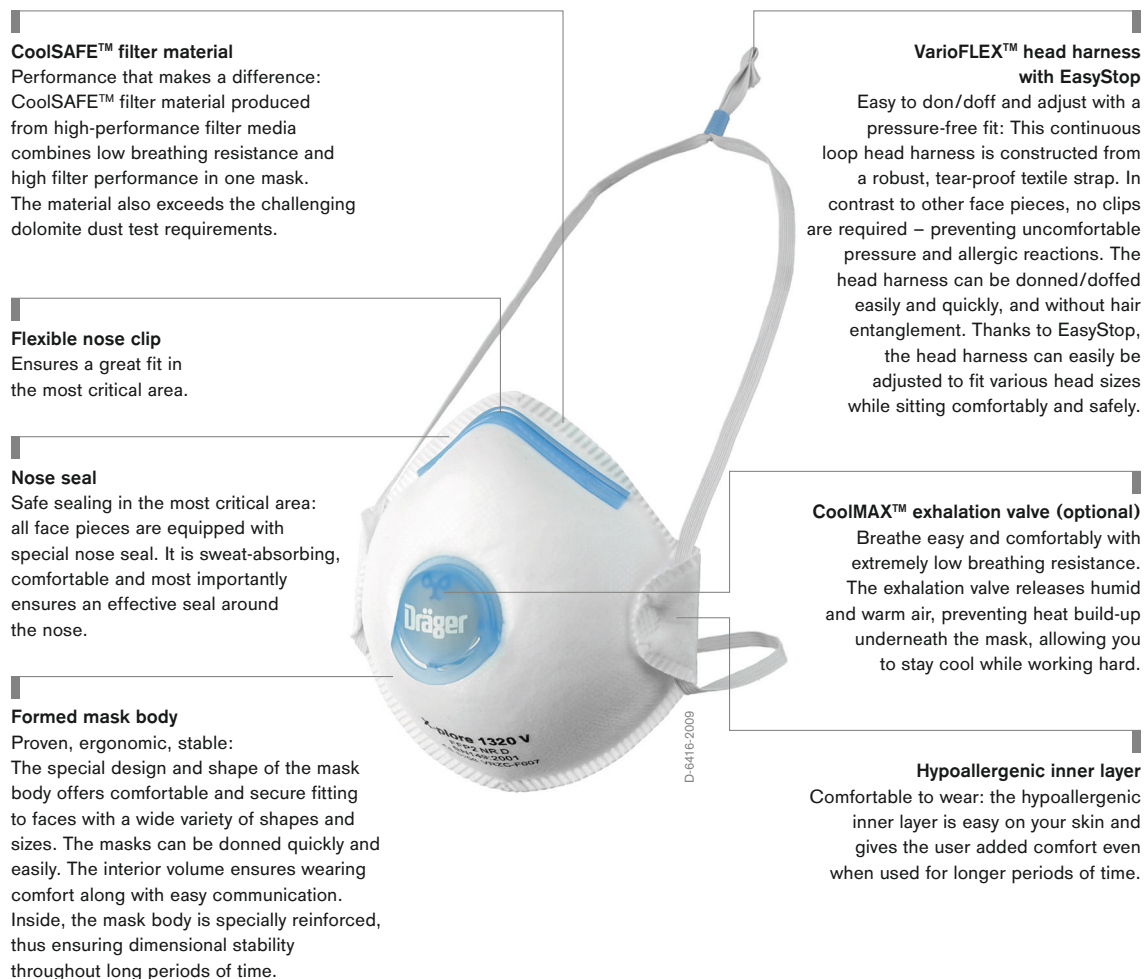 CoolSAFE™ filter material
Performance that makes a difference:
CoolSAFE™ filter material produced
from high-performance filter media
combines low breathing resistance and
high filter performance in one mask.
The material also exceeds the challenging
dolomite dust test requirements.
Flexible nose clip
Ensures a great fit in
the most critical area.
Nose seal
Safe sealing in the most critical area:
all face pieces are equipped with
special nose seal. It is sweat-absorbing,
comfortable and most importantly
ensures an effective seal around
the nose.
Formed mask body
Proven, ergonomic, stable:
The special design and shape of the mask
body offers comfortable and secure fitting
to faces with a wide variety of shapes and
sizes. The masks can be donned quickly and
easily. The interior volume ensures wearing
comfort along with easy communication.
Inside, the mask body is specially reinforced,
thus ensuring dimensional stability
throughout long periods of time.
Dräger
1320 V
FFP2 NR D
EN149:2001
D-6416-2009
VarioFLEX™ head harness
with EasyStop
Easy to don/doff and adjust with a
pressure-free fit: This continuous
loop head harness is constructed from
a robust, tear-proof textile strap. In
contrast to other face pieces, no clips
are required – preventing uncomfortable
pressure and allergic reactions. The
head harness can be donned/doffed
easily and quickly, and without hair
entanglement. Thanks to EasyStop,
the head harness can easily be
adjusted to fit various head sizes
while sitting comfortably and safely.
CoolMAX™ exhalation valve (optional)
Breathe easy and comfortably with
extremely low breathing resistance.
The exhalation valve releases humid
and warm air, preventing heat build-up
underneath the mask, allowing you
to stay cool while working hard.
Hypoallergenic inner layer
Comfortable to wear: the hypoallergenic
inner layer is easy on your skin and
gives the user added comfort even
when used for longer periods of time.